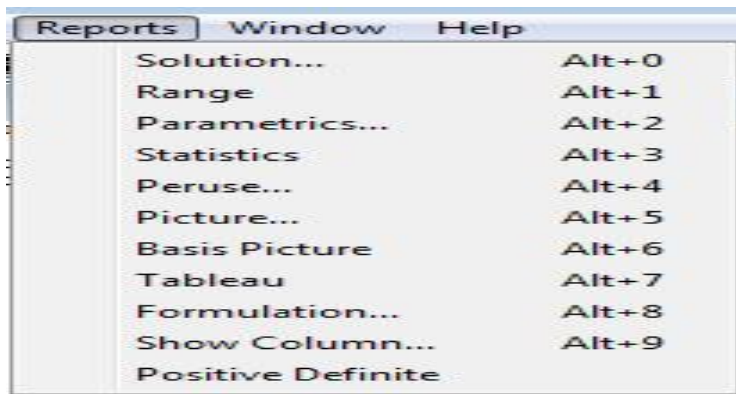 Reports Window Help
Solution... Alt+0
Range Alt+1
Parametrics... Alt+2
Statistics Alt+3
Peruse... Alt+4
Picture... Alt+5
Basis Picture Alt+6
Tableau Alt+7
Formulation... Alt+8
Show Column... Alt+9
Positive Definite